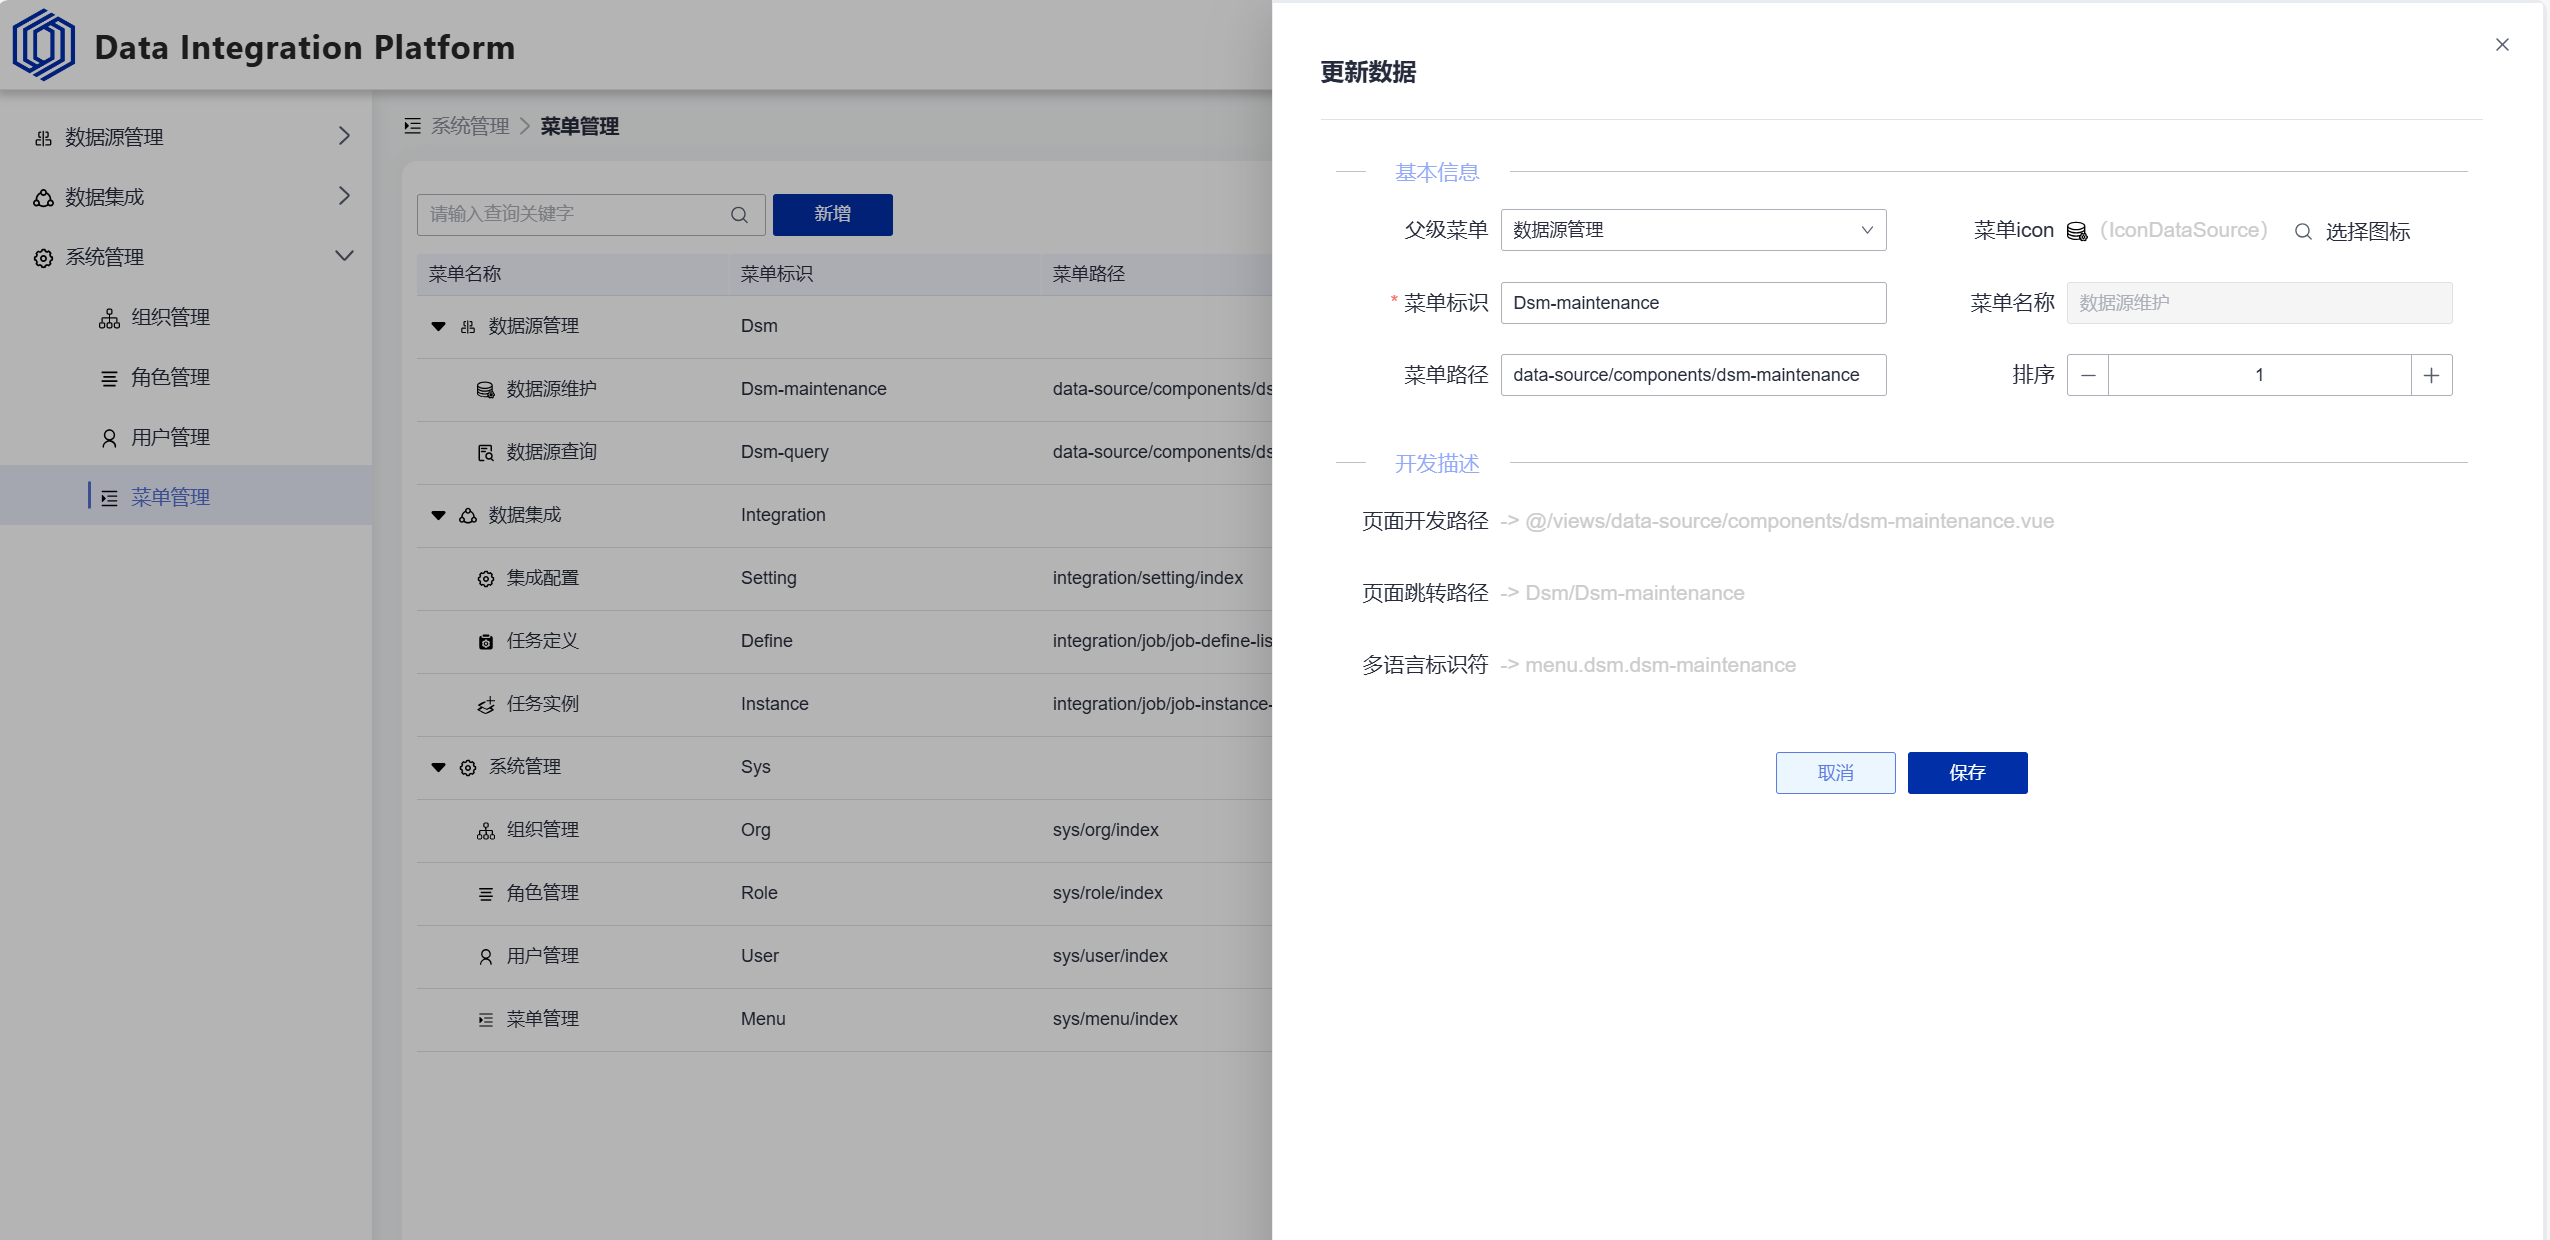 Data Integration Platform
数据源管理
数据集成
系统管理
组织管理
角色管理
用户管理
菜单管理
系统管理 > 菜单管理
请输入查询关键字
新增
菜单名称 菜单标识 菜单路径
数据源管理 Dsm
数据源维护 Dsm-maintenance data-source/components/ds
数据源查询 Dsm-query data-source/components/ds
数据集成 Integration
集成配置 Setting integration/setting/index
任务定义 Define integration/job/job-define-lis
任务实例 Instance integration/job/job-instance-
系统管理 Sys
组织管理 Org sys/org/index
角色管理 Role sys/role/index
用户管理 User sys/user/index
菜单管理 Menu sys/menu/index
更新数据
基本信息
父级菜单 数据源管理 菜单icon （IconDataSource） 选择图标
* 菜单标识 Dsm-maintenance 菜单名称 数据源维护
菜单路径 data-source/components/dsm-maintenance 排序 1
开发描述
页面开发路径 -> @/views/data-source/components/dsm-maintenance.vue
页面跳转路径 -> Dsm/Dsm-maintenance
多语言标识符 -> menu.dsm.dsm-maintenance
取消 保存